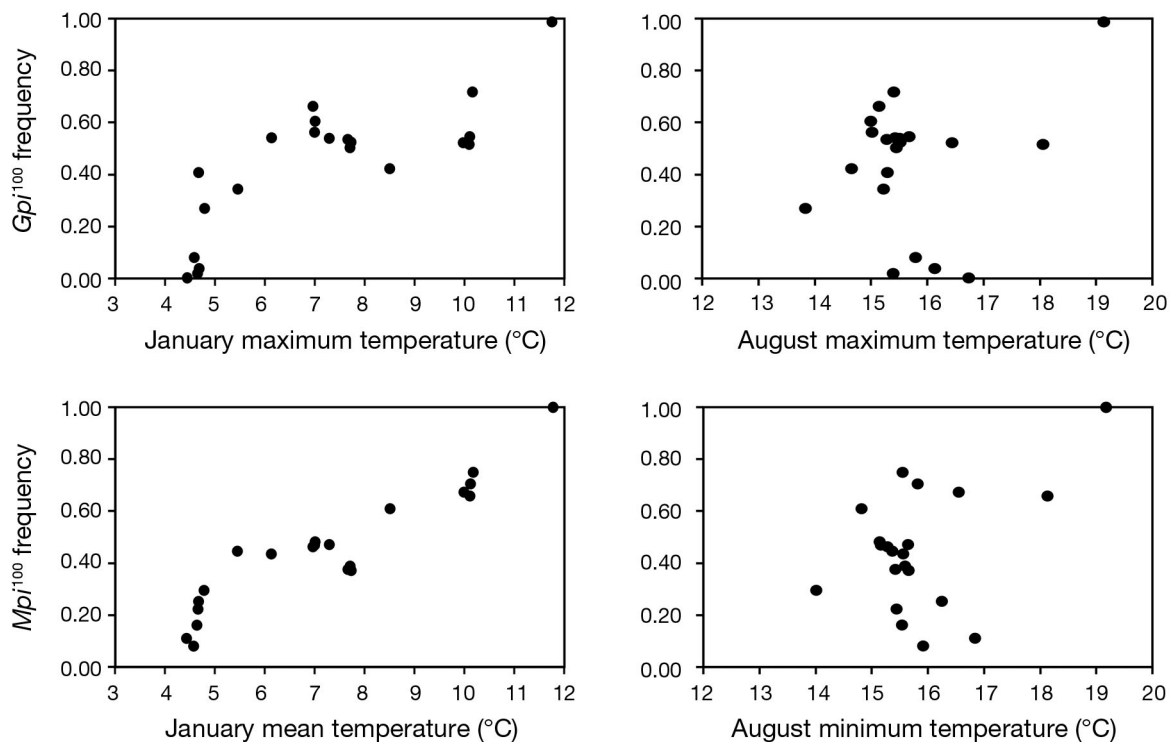 1.00
0.80
0.60
0.40
0.20
0.00
Gpi¹⁰⁰ frequency
3 4 5 6 7 8 9 10 11 12
January maximum temperature (°C)
1.00
0.80
0.60
0.40
0.20
0.00
12 13 14 15 16 17 18 19 20
August maximum temperature (°C)
1.00
0.80
0.60
0.40
0.20
0.00
Mpi¹⁰⁰ frequency
3 4 5 6 7 8 9 10 11 12
January mean temperature (°C)
1.00
0.80
0.60
0.40
0.20
0.00
12 13 14 15 16 17 18 19 20
August minimum temperature (°C)